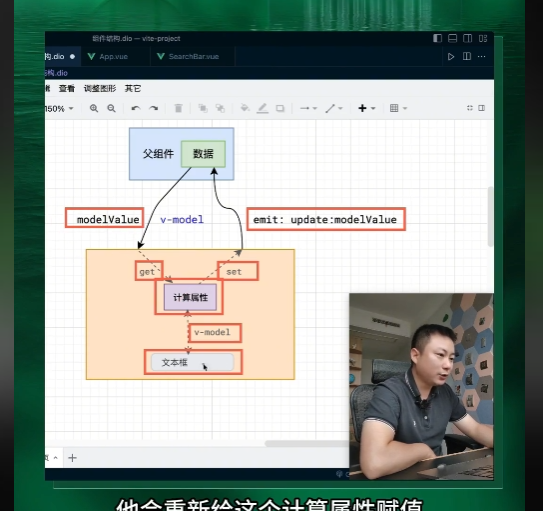 组件结构.dio — vite-project
构.dio
App.vue
SearchBar.vue
构.dio
查看 调整图形 其它
150%
父组件
数据
modelValue
v-model
emit: update:modelValue
get
set
计算属性
v-model
文本框
他会重新给这个计算属性赋值